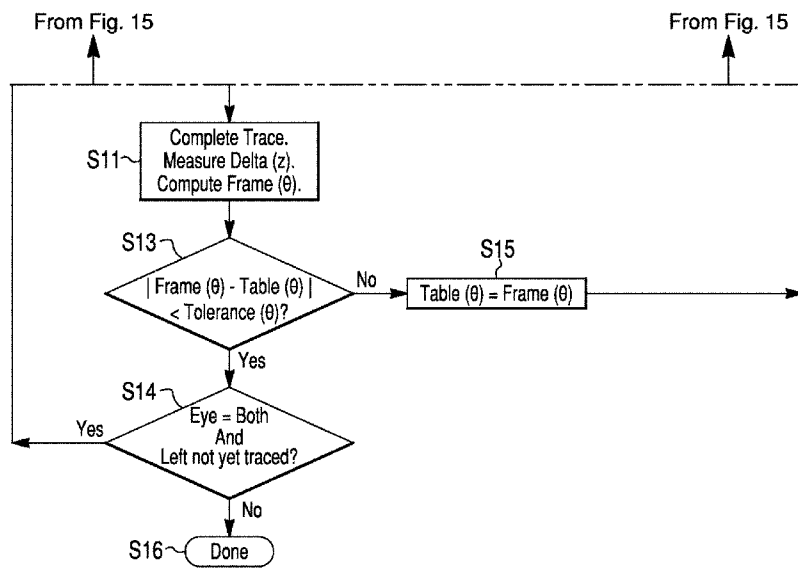 From Fig. 15
From Fig. 15
S11
Complete Trace.
Measure Delta (z).
Compute Frame (θ).
S13
| Frame (θ) - Table (θ) |
< Tolerance (θ)?
No
S15
Table (θ) = Frame (θ)
Yes
S14
Eye = Both
And
Left not yet traced?
Yes
No
S16
Done